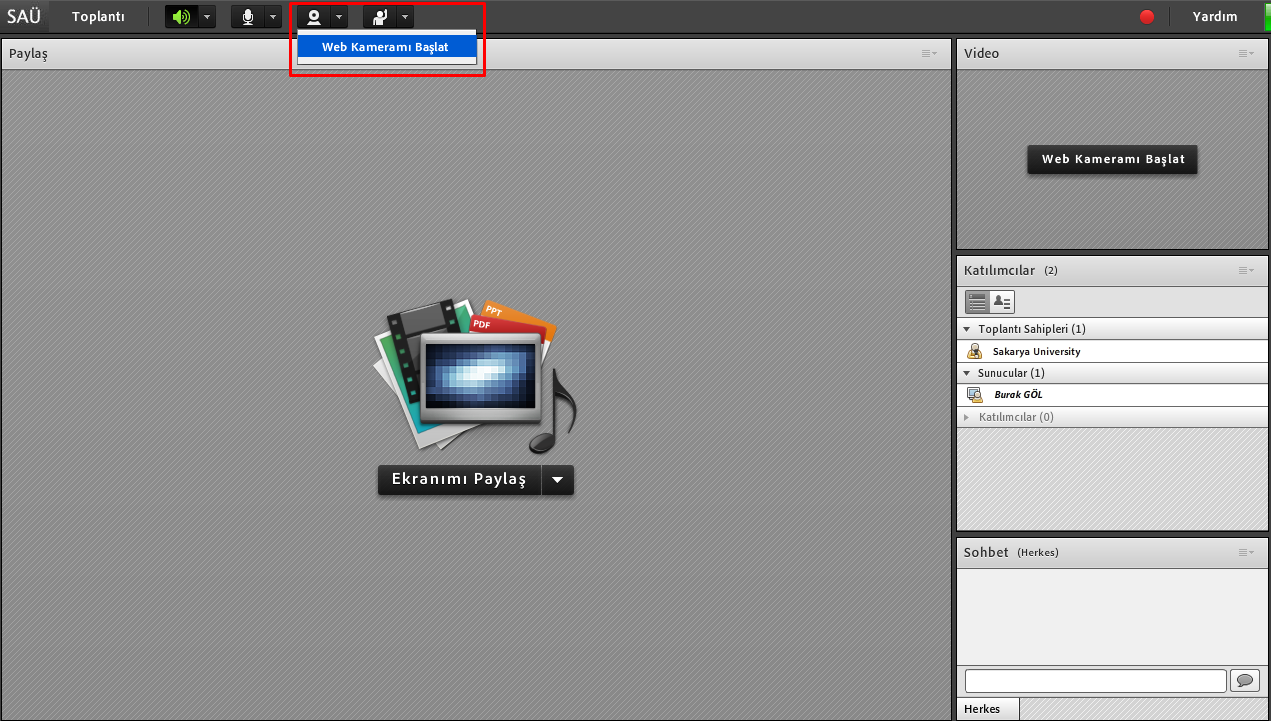 SAÜ Toplantı Yardım
Web Kameramı Başlat
Paylaş
PPT
PDF
Ekranımı Paylaş
Video
Web Kameramı Başlat
Katılımcılar (2)
Toplantı Sahipleri (1)
Sakarya University
Sunucular (1)
Burak GÖL
Katılımcılar (0)
Sohbet (Herkes)
Herkes